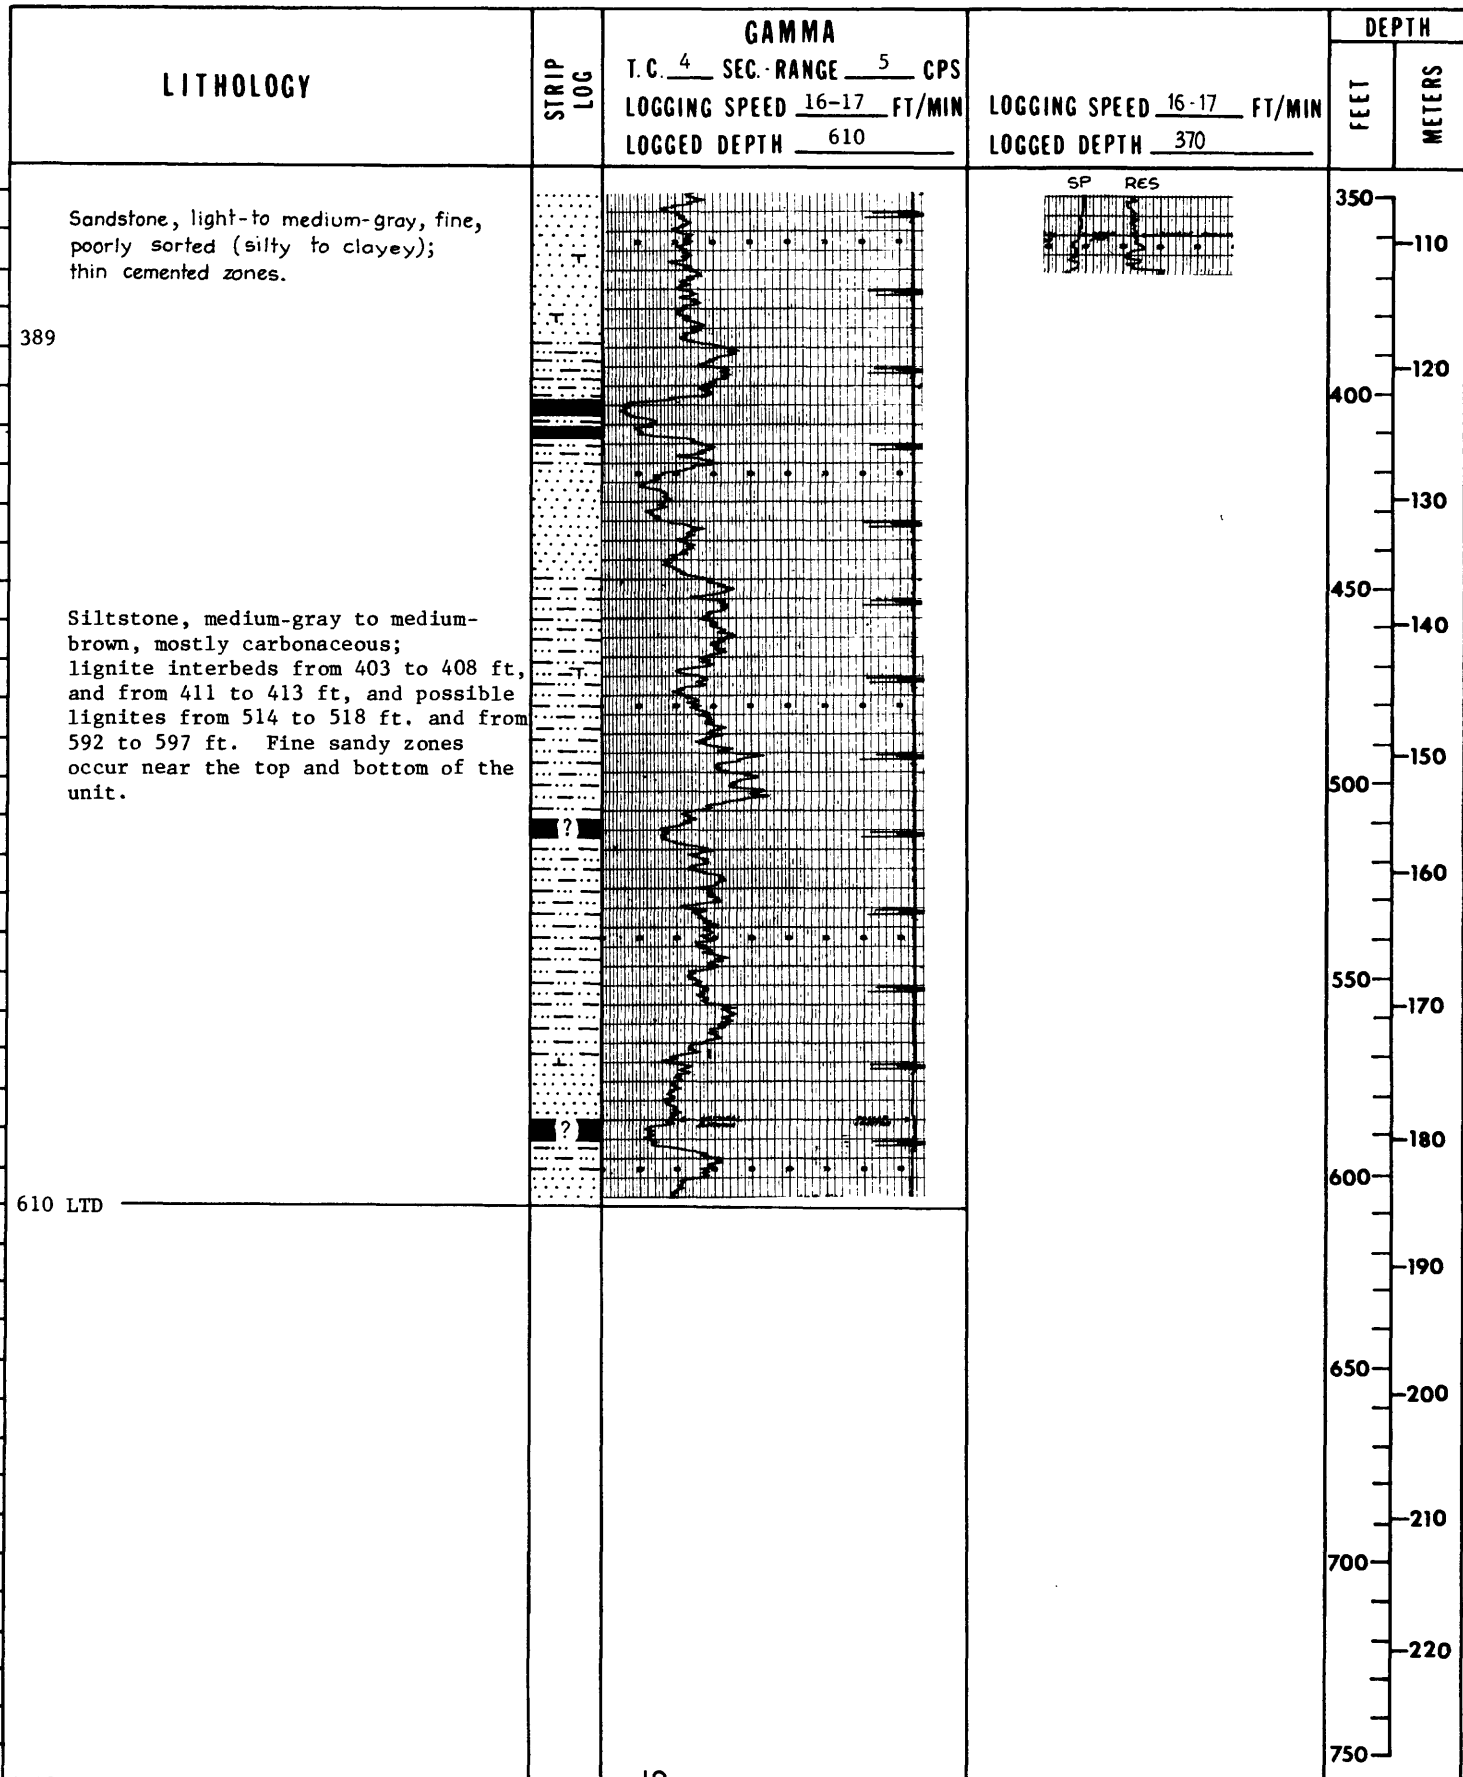 LITHOLOGY
STRIP LOG
GAMMA
T.C. 4 SEC.-RANGE 5 CPS
LOGGING SPEED 16-17 FT/MIN
LOGGED DEPTH 610
LOGGING SPEED 16-17 FT/MIN
LOGGED DEPTH 370
DEPTH
FEET
METERS
SP RES
Sandstone, light-to medium-gray, fine,
poorly sorted (silty to clayey);
thin cemented zones.
389
Siltstone, medium-gray to medium-
brown, mostly carbonaceous;
lignite interbeds from 403 to 408 ft,
and from 411 to 413 ft, and possible
lignites from 514 to 518 ft. and from
592 to 597 ft. Fine sandy zones
occur near the top and bottom of the
unit.
?
?
610 LTD
350
400
450
500
550
600
650
700
750
110
120
130
140
150
160
170
180
190
200
210
220